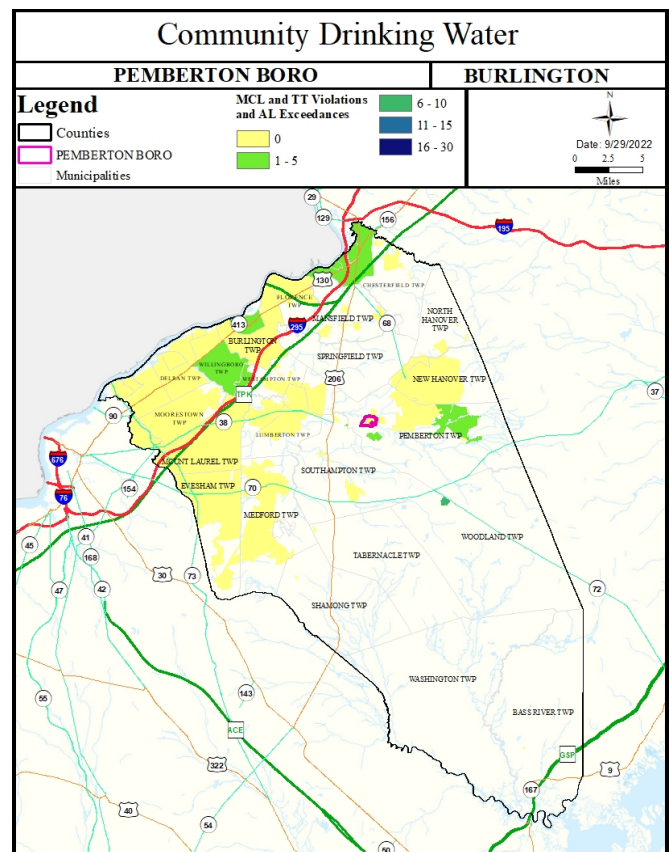 Community Drinking Water
PEMBERTON BORO
BURLINGTON
Legend
Counties
PEMBERTON BORO
Municipalities
MCL and TT Violations
and AL Exceedances
0
1 - 5
6 - 10
11 - 15
16 - 30
N
Date: 9/29/2022
0 2.5 5
Miles
29
129
156
195
130
CHESTERFIELD TWP
FLORENCE
TWP
413
295
MANSFIELD TWP
68
NORTH
HANOVER
TWP
BURLINGTON
TWP
SPRINGFIELD TWP
WILLINGBORO
TWP
DELRAN TWP
WESTAMPTON TWP
206
NEW HANOVER TWP
TPK
37
90
MOORESTOWN
TWP
38
LUMBERTON TWP
PEMBERTON TWP
676
MOUNT LAUREL TWP
SOUTHAMPTON TWP
76
154
EVESHAM TWP
70
MEDFORD TWP
45
41
168
WOODLAND TWP
TABERNACLE TWP
30
73
47
42
72
SHAMONG TWP
WASHINGTON TWP
55
143
BASS RIVER TWP
ACE
GSP
322
9
167
40
54
50